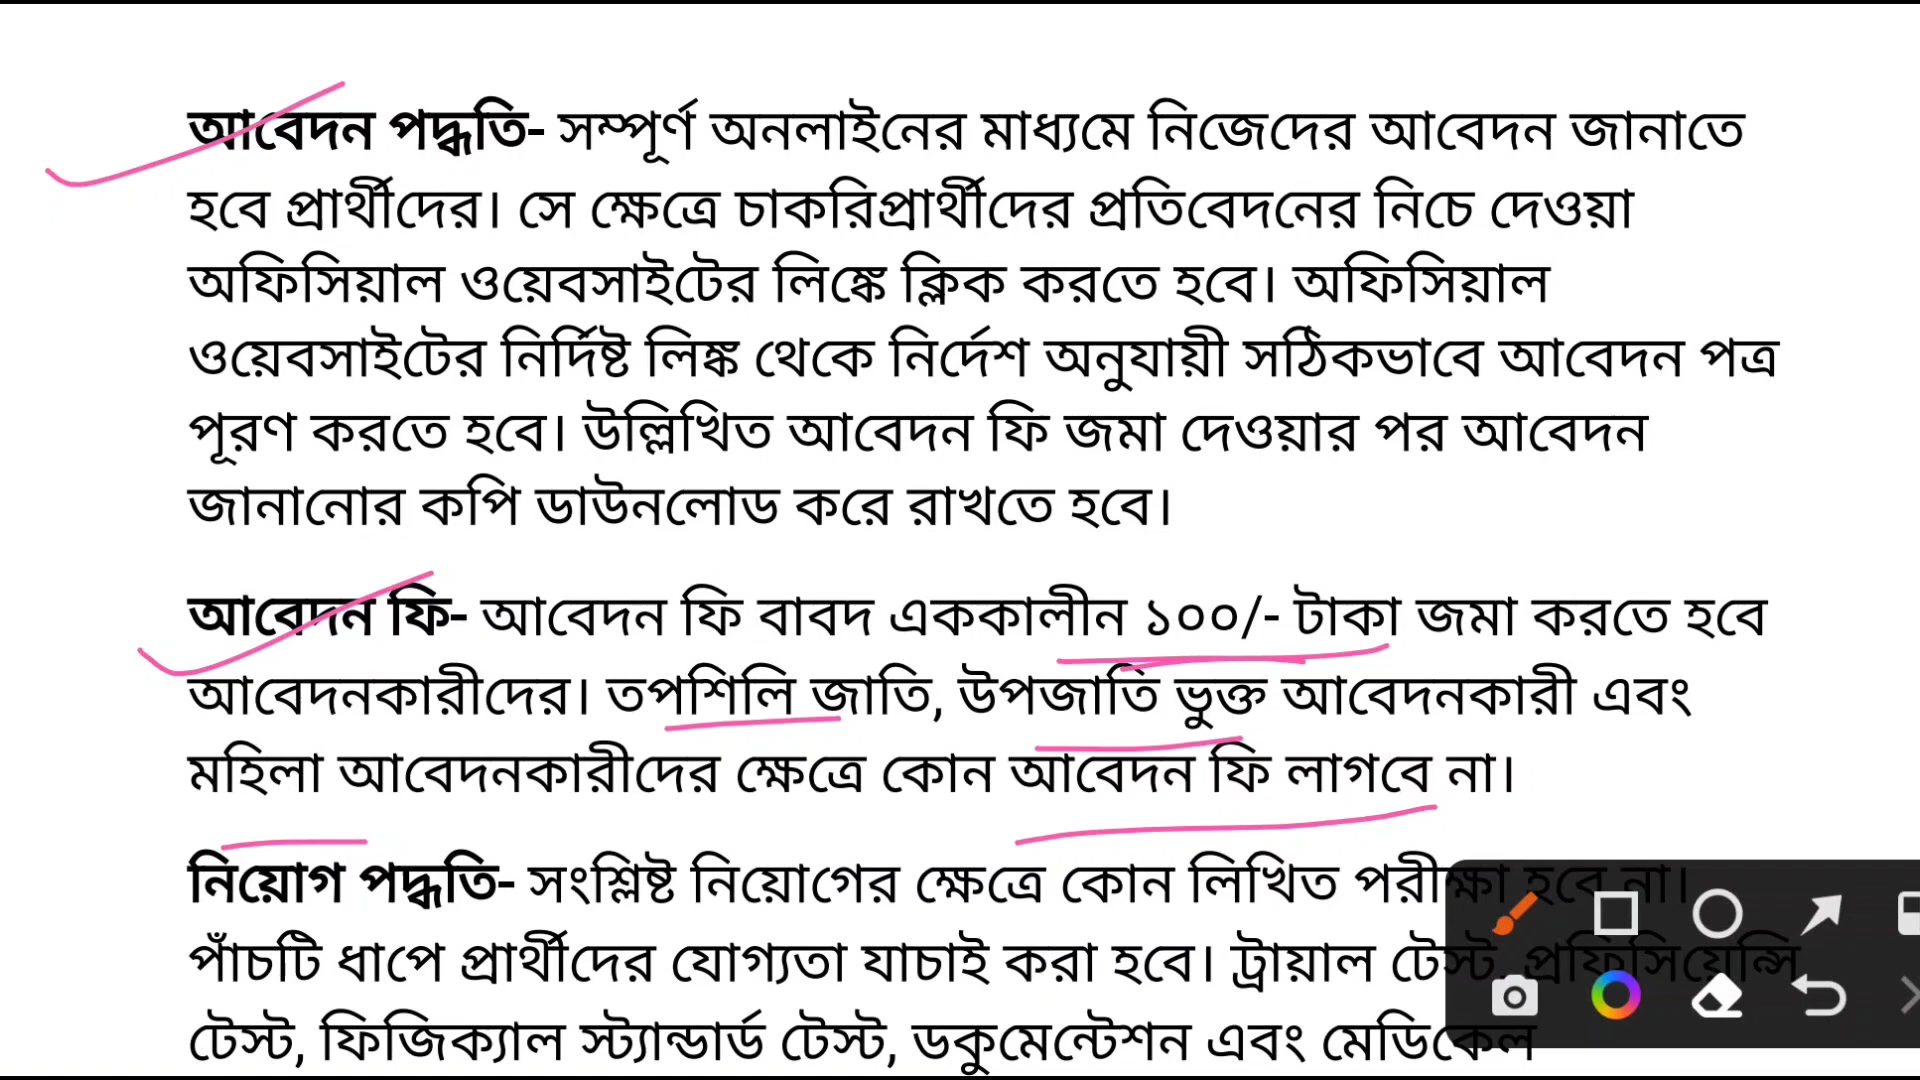 আবেদন পদ্ধতি- সম্পূর্ণ অনলাইনের মাধ্যমে নিজেদের আবেদন জানাতে
হবে প্রার্থীদের। সে ক্ষেত্রে চাকরিপ্রার্থীদের প্রতিবেদনের নিচে দেওয়া
অফিসিয়াল ওয়েবসাইটের লিঙ্কে ক্লিক করতে হবে। অফিসিয়াল
ওয়েবসাইটের নির্দিষ্ট লিঙ্ক থেকে নির্দেশ অনুযায়ী সঠিকভাবে আবেদন পত্র
পূরণ করতে হবে। উল্লিখিত আবেদন ফি জমা দেওয়ার পর আবেদন
জানানোর কপি ডাউনলোড করে রাখতে হবে।
আবেদন ফি- আবেদন ফি বাবদ এককালীন ১০০/- টাকা জমা করতে হবে
আবেদনকারীদের। তপশিলি জাতি, উপজাতি ভুক্ত আবেদনকারী এবং
মহিলা আবেদনকারীদের ক্ষেত্রে কোন আবেদন ফি লাগবে না।
নিয়োগ পদ্ধতি- সংশ্লিষ্ট নিয়োগের ক্ষেত্রে কোন লিখিত পরীক্ষা হবে না।
পাঁচটি ধাপে প্রার্থীদের যোগ্যতা যাচাই করা হবে। ট্রায়াল টেস্ট, প্রফিসিয়েন্সি
টেস্ট, ফিজিক্যাল স্ট্যান্ডার্ড টেস্ট, ডকুমেন্টেশন এবং মেডিকেল